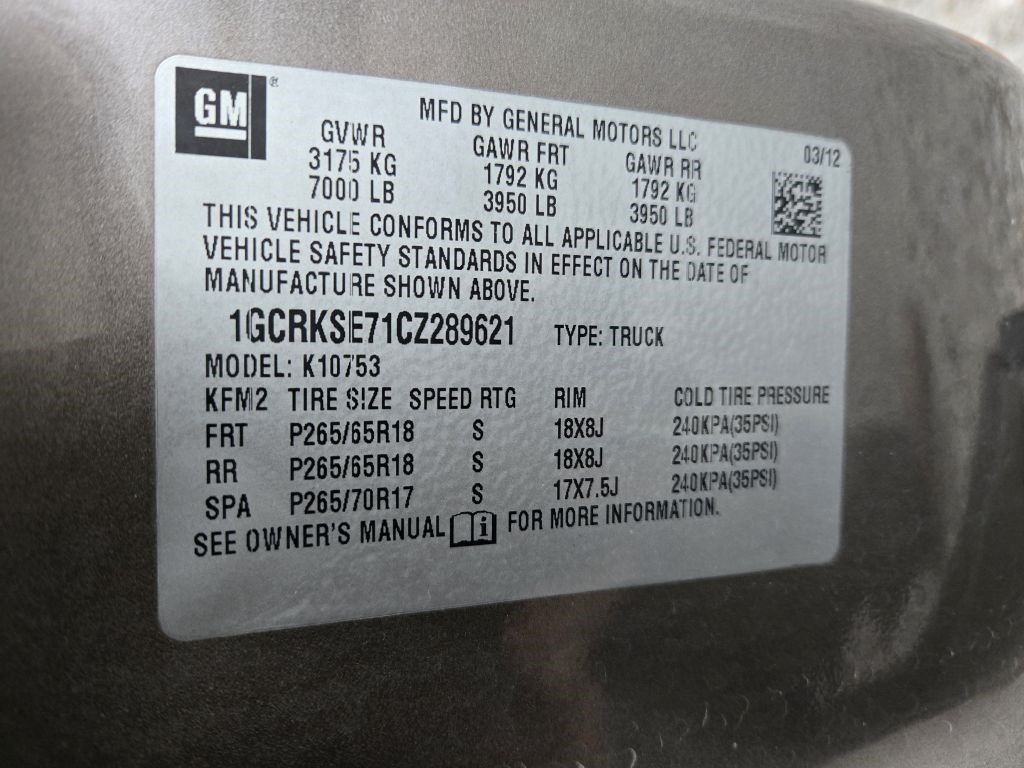 GM ®
MFD BY GENERAL MOTORS LLC
03/12
GVWR GAWR FRT GAWR RR
3175 KG 1792 KG 1792 KG
7000 LB 3950 LB 3950 LB
THIS VEHICLE CONFORMS TO ALL APPLICABLE U.S. FEDERAL MOTOR
VEHICLE SAFETY STANDARDS IN EFFECT ON THE DATE OF
MANUFACTURE SHOWN ABOVE.
1GCRKSE71CZ289621 TYPE: TRUCK
MODEL: K10753
KFM2 TIRE SIZE SPEED RTG RIM COLD TIRE PRESSURE
FRT P265/65R18 S 18X8J 240KPA(35PSI)
RR P265/65R18 S 18X8J 240KPA(35PSI)
SPA P265/70R17 S 17X7.5J 240KPA(35PSI)
SEE OWNER'S MANUAL i FOR MORE INFORMATION.